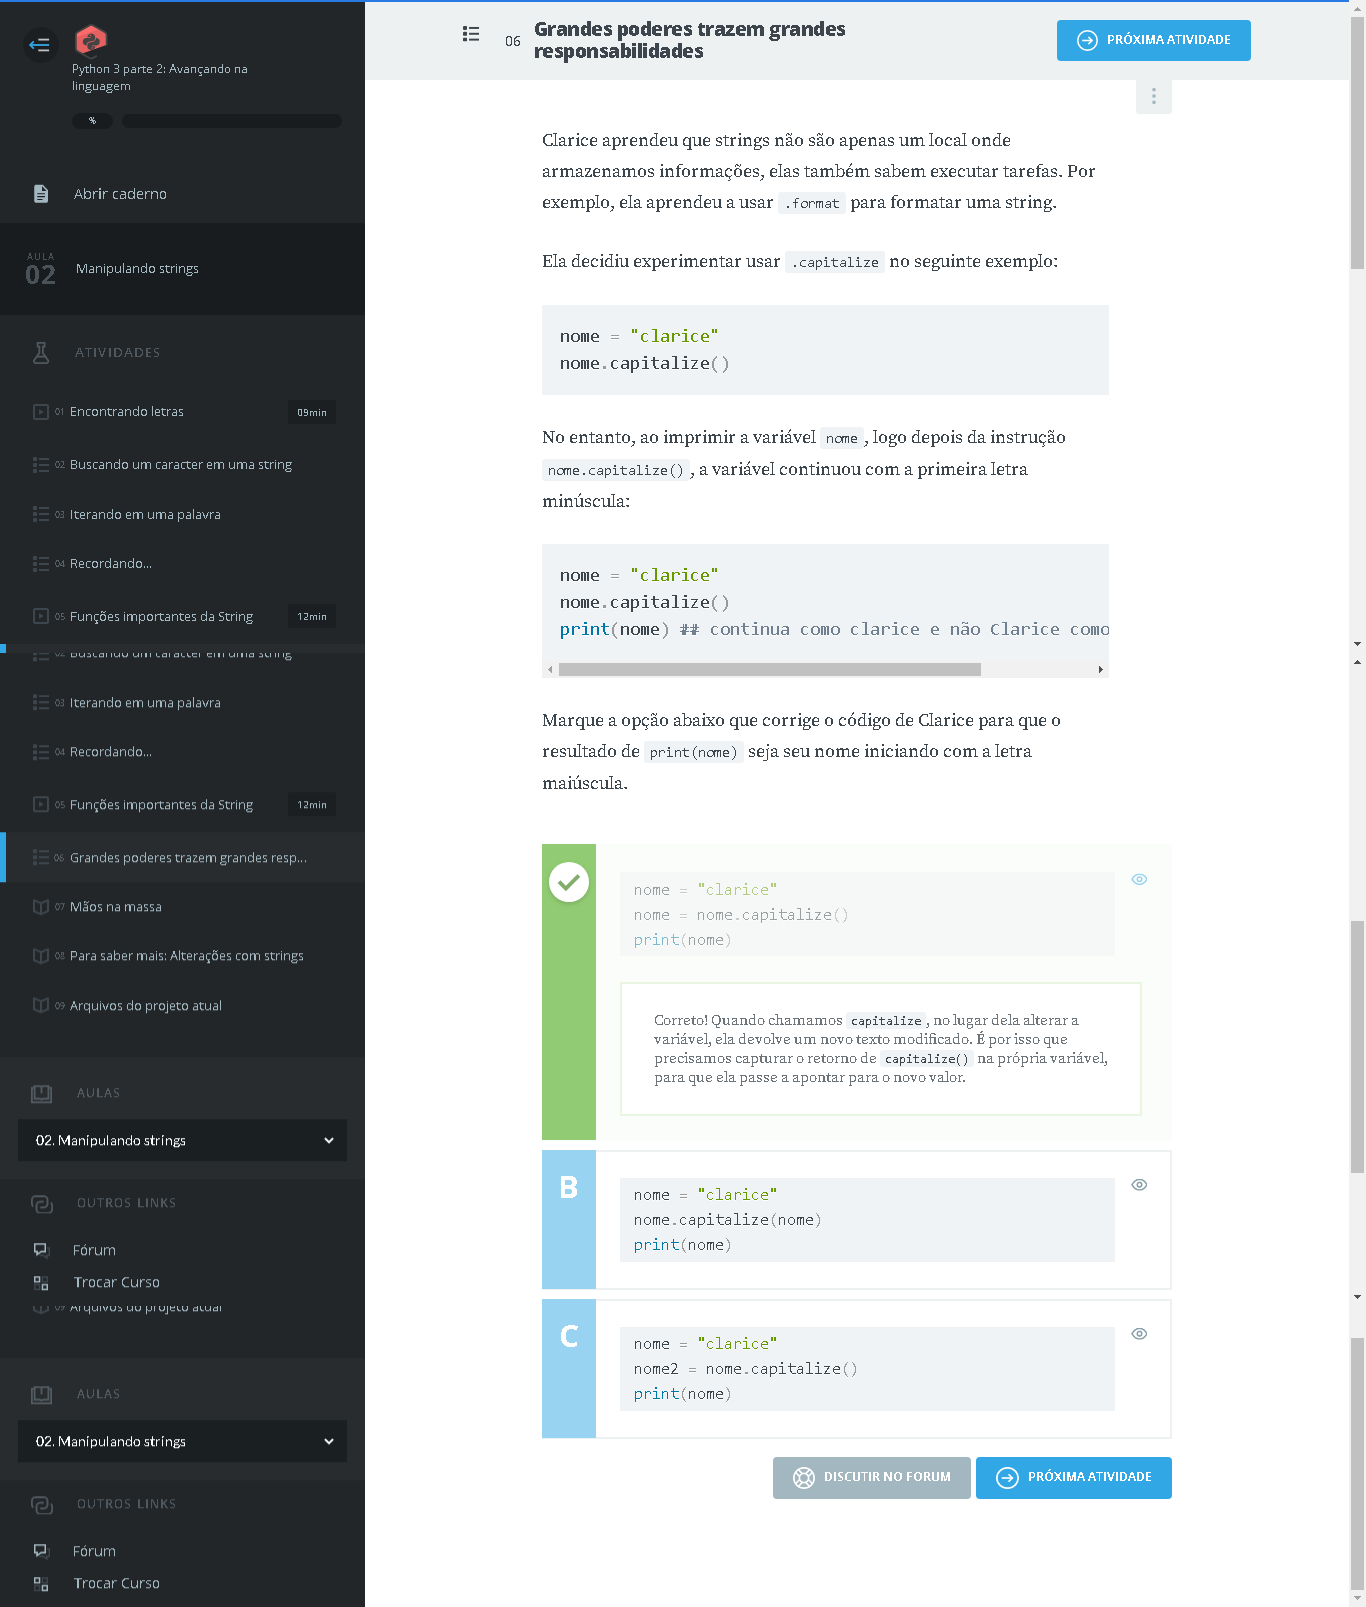 Python 3 parte 2: Avançando na
linguagem
%
Abrir caderno
AULA
02
Manipulando strings
ATIVIDADES
01 Encontrando letras 09min
02 Buscando um caracter em uma string
03 Iterando em uma palavra
04 Recordando...
05 Funções importantes da String 12min
02 Buscando um caracter em uma string
03 Iterando em uma palavra
04 Recordando...
05 Funções importantes da String 12min
06 Grandes poderes trazem grandes resp...
07 Mãos na massa
08 Para saber mais: Alterações com strings
09 Arquivos do projeto atual
AULAS
02. Manipulando strings
OUTROS LINKS
Fórum
Trocar Curso
09 Arquivos do projeto atual
AULAS
02. Manipulando strings
OUTROS LINKS
Fórum
Trocar Curso
06
Grandes poderes trazem grandes
responsabilidades
PRÓXIMA ATIVIDADE
Clarice aprendeu que strings não são apenas um local onde
armazenamos informações, elas também sabem executar tarefas. Por
exemplo, ela aprendeu a usar .format para formatar uma string.
Ela decidiu experimentar usar .capitalize no seguinte exemplo:
nome = "clarice"
nome.capitalize()
No entanto, ao imprimir a variável nome, logo depois da instrução
nome.capitalize(), a variável continuou com a primeira letra
minúscula:
nome = "clarice"
nome.capitalize()
print(nome) ## continua como clarice e não Clarice como
Marque a opção abaixo que corrige o código de Clarice para que o
resultado de print(nome) seja seu nome iniciando com a letra
maiúscula.
nome = "clarice"
nome = nome.capitalize()
print(nome)
Correto! Quando chamamos capitalize, no lugar dela alterar a
variável, ela devolve um novo texto modificado. É por isso que
precisamos capturar o retorno de capitalize() na própria variável,
para que ela passe a apontar para o novo valor.
B
nome = "clarice"
nome.capitalize(nome)
print(nome)
C
nome = "clarice"
nome2 = nome.capitalize()
print(nome)
DISCUTIR NO FORUM
PRÓXIMA ATIVIDADE